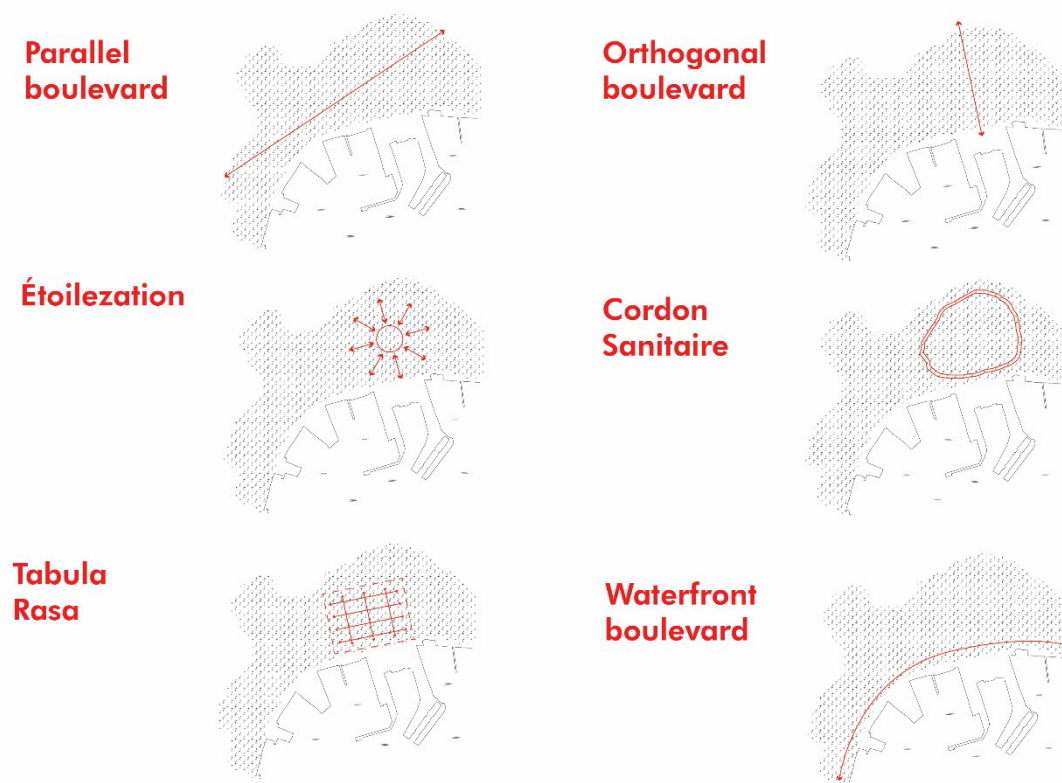 Parallel
boulevard
Orthogonal
boulevard
Étoilezation
Cordon
Sanitaire
Tabula
Rasa
Waterfront
boulevard